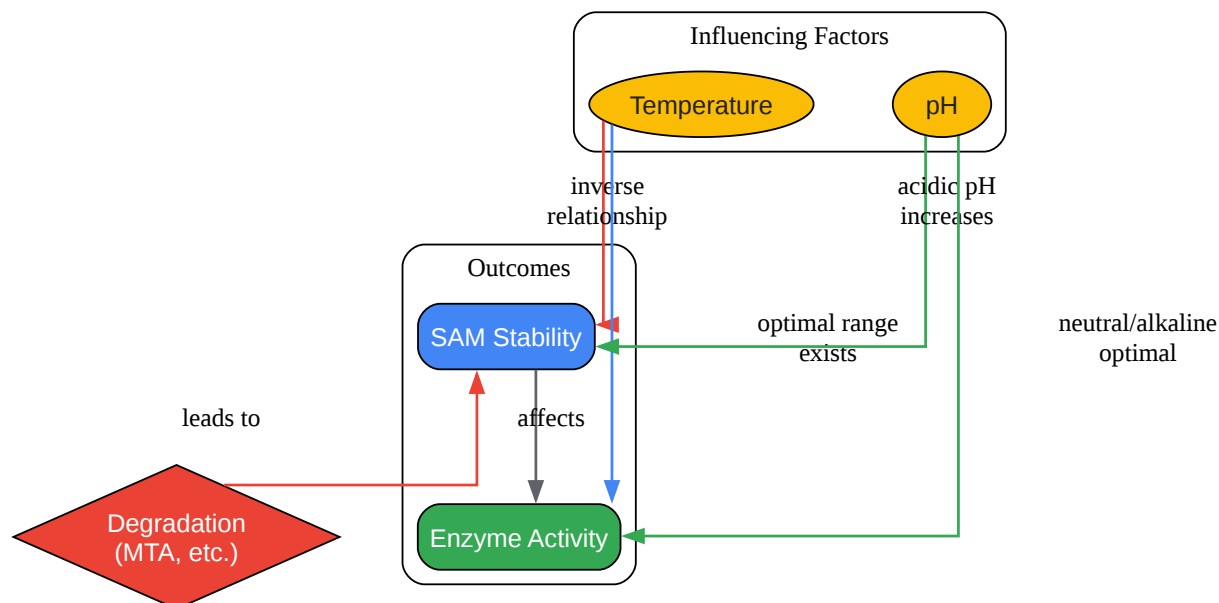 Influencing Factors
Temperature
pH
inverse
relationship
acidic pH
increases
Outcomes
SAM Stability
optimal range
exists
neutral/alkaline
optimal
leads to
affects
Degradation
(MTA, etc.)
Enzyme Activity